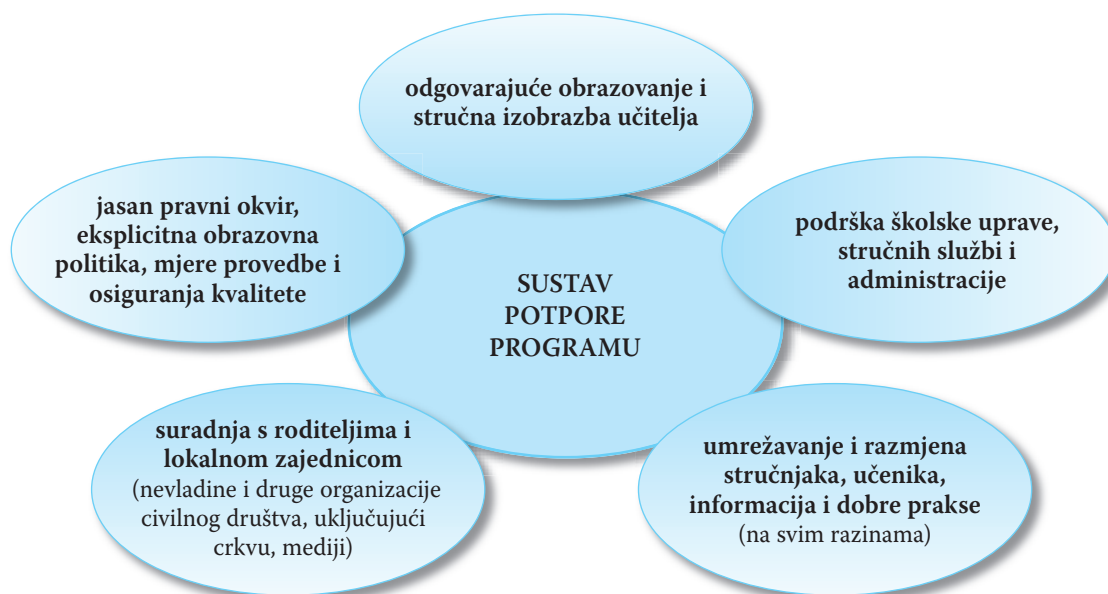 odgovarajuće obrazovanje i
stručna izobrazba učitelja
jasan pravni okvir,
eksplicitna obrazovna
politika, mjere provedbe i
osiguranja kvalitete
podrška školske uprave,
stručnih službi i
administracije
SUSTAV
POTPORE
PROGRAMU
suradnja s roditeljima i
lokalnom zajednicom
(nevladine i druge organizacije
civilnog društva, uključujući
crkvu, mediji)
umrežavanje i razmjena
stručnjaka, učenika,
informacija i dobre prakse
(na svim razinama)